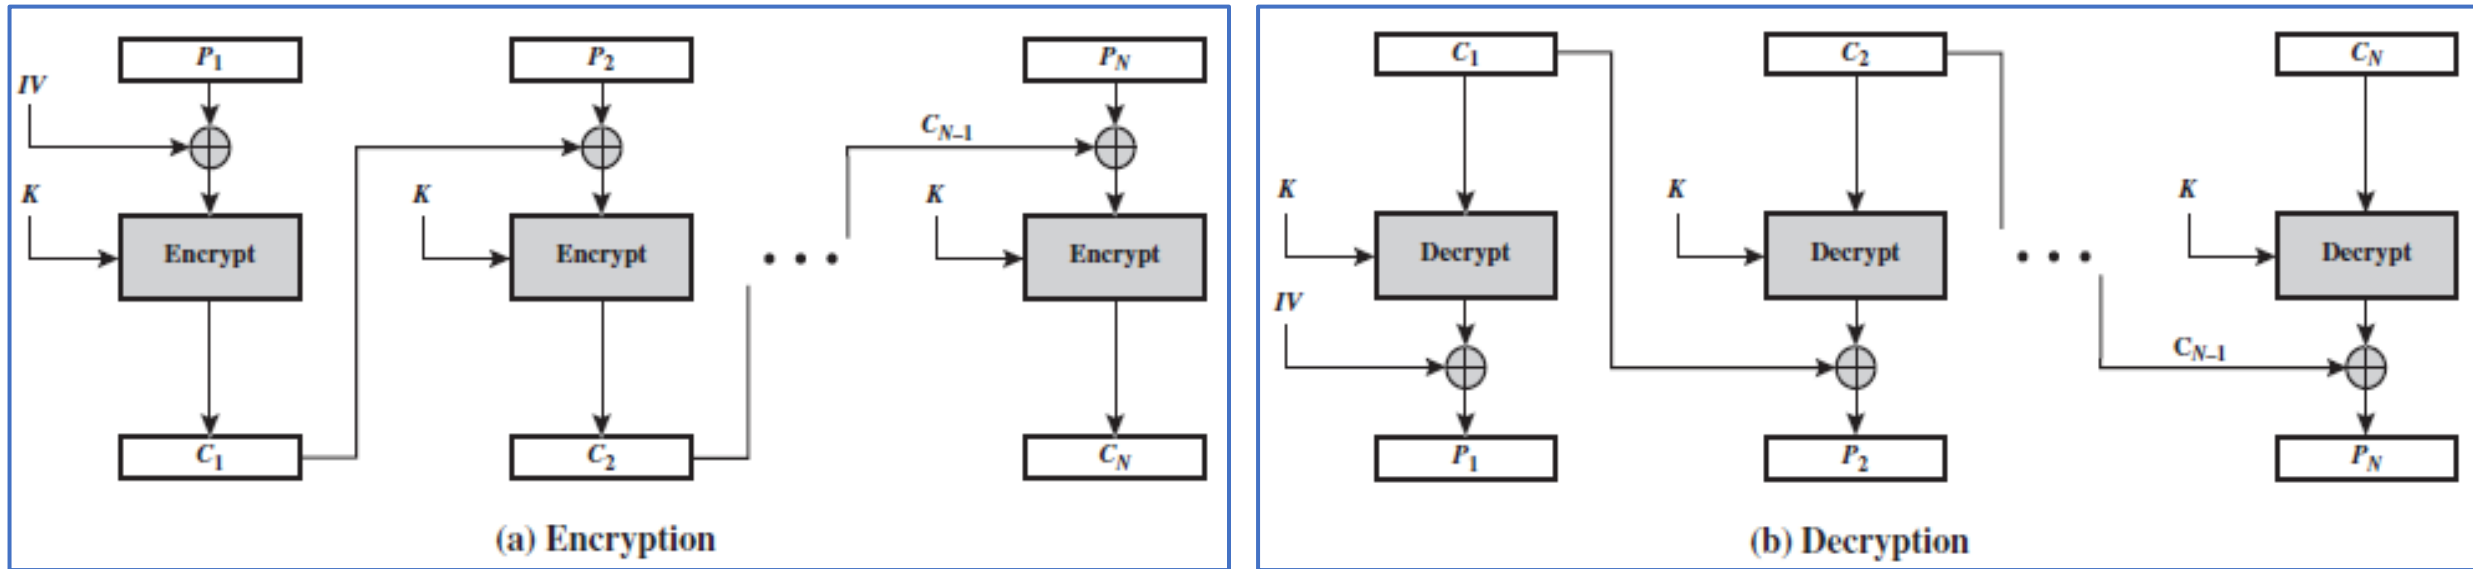 P1 P2 PN
IV
CN–1
K K K
Encrypt Encrypt • • • Encrypt
C1 C2 CN
(a) Encryption
C1 C2 CN
K K K
Decrypt Decrypt • • • Decrypt
IV
CN–1
P1 P2 PN
(b) Decryption